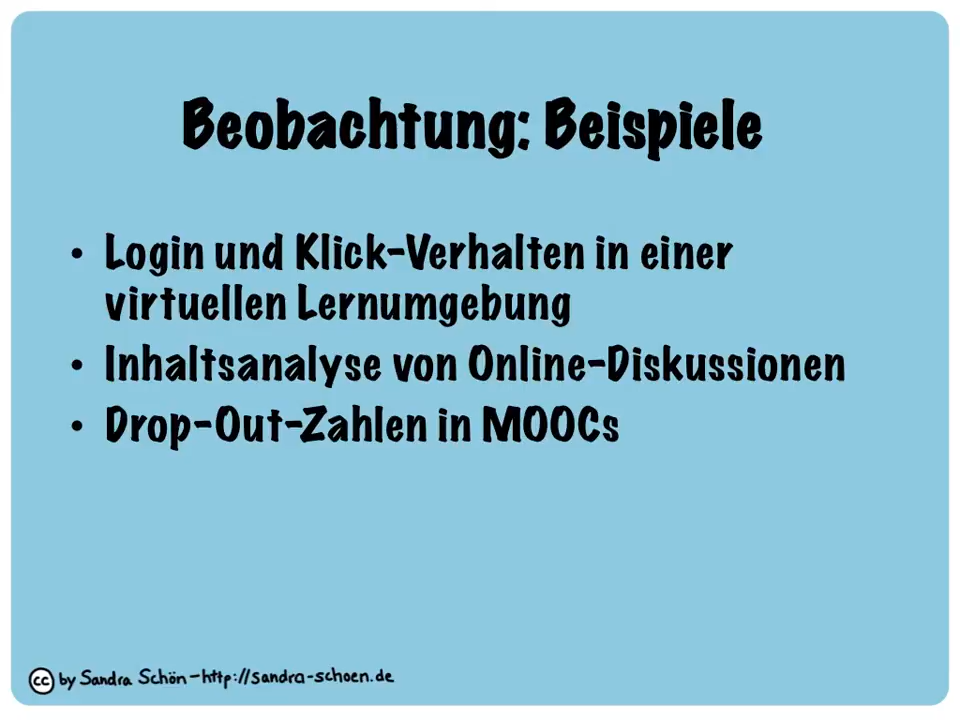 Beobachtung: Beispiele
• Login und Klick-Verhalten in einer
virtuellen Lernumgebung
• Inhaltsanalyse von Online-Diskussionen
• Drop-Out-Zahlen in MOOCs
cc by Sandra Schön – http://sandra-schoen.de